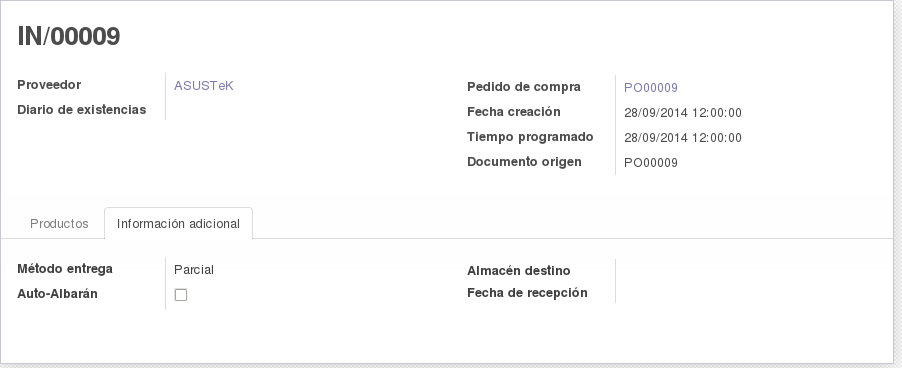 IN/00009
Proveedor ASUSTeK
Diario de existencias
Pedido de compra PO00009
Fecha creación 28/09/2014 12:00:00
Tiempo programado 28/09/2014 12:00:00
Documento origen PO00009
Productos Información adicional
Método entrega Parcial
Auto-Albarán
Almacén destino
Fecha de recepción